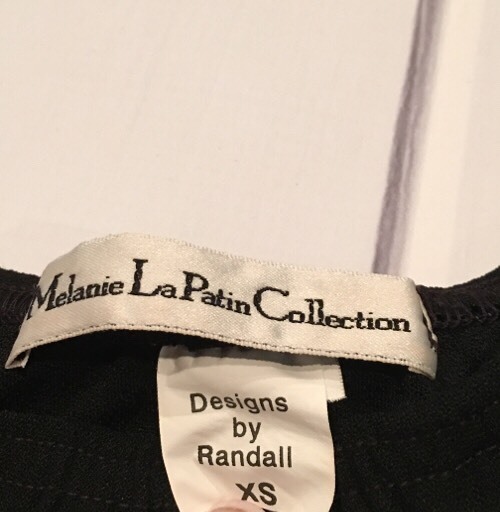 Melanie LaPatin Collection
Designs
by
Randall
XS